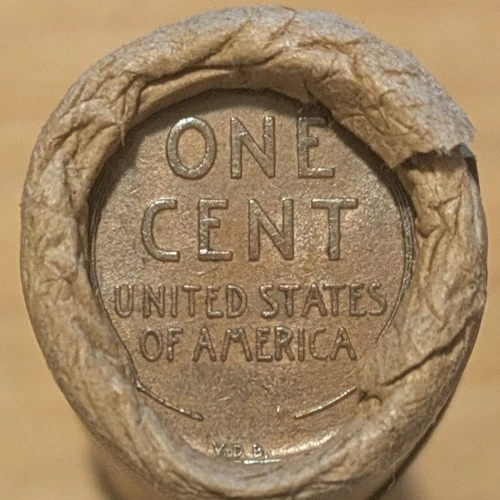 ONE
CENT
UNITED STATES
OF AMERICA
V.D.B.